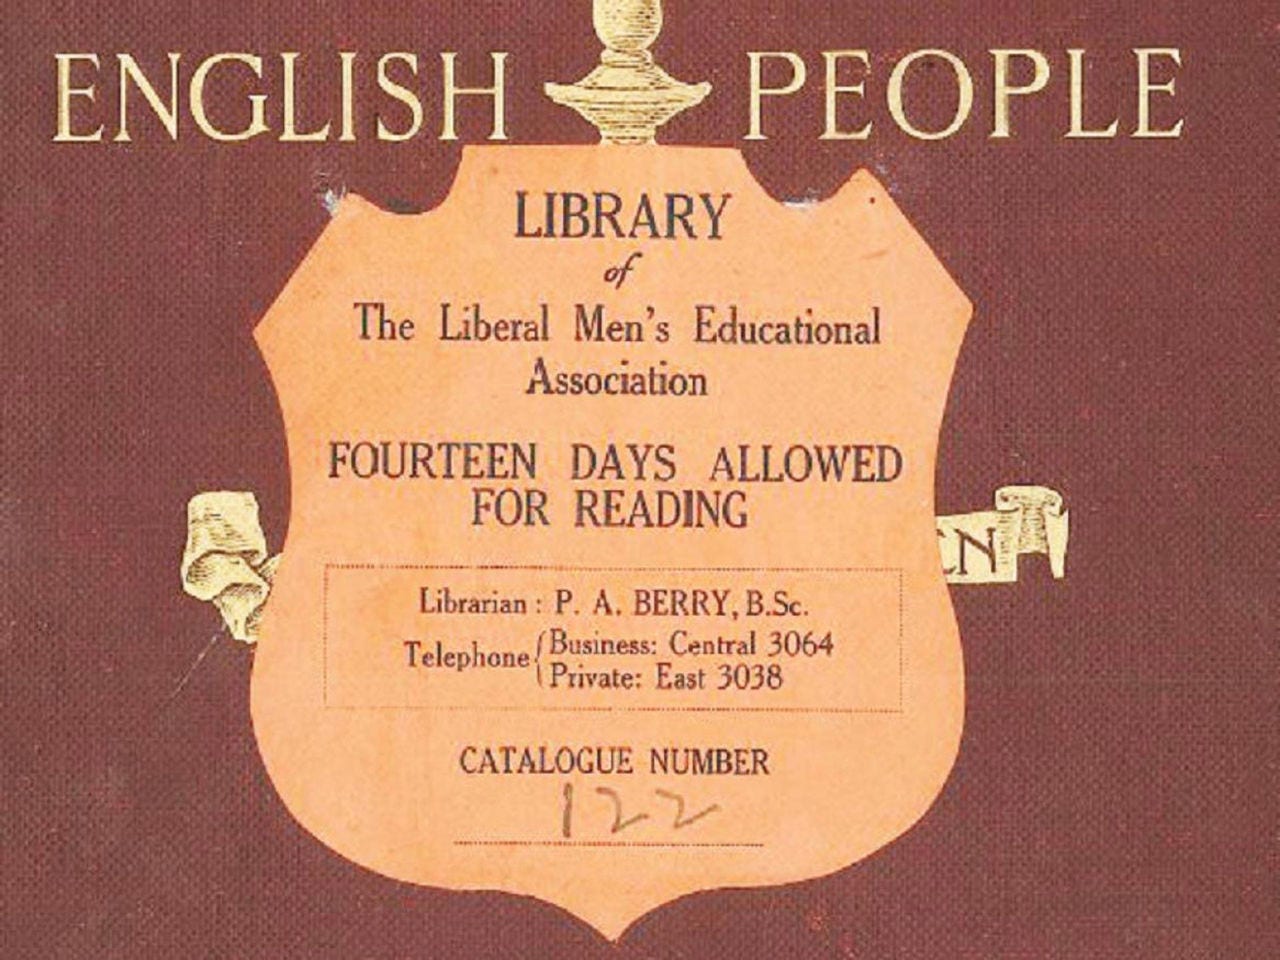 ENGLISH PEOPLE
LIBRARY
of
The Liberal Men's Educational
Association
FOURTEEN DAYS ALLOWED
FOR READING
Librarian : P. A. BERRY, B.Sc.
Telephone { Business: Central 3064
Private: East 3038
CATALOGUE NUMBER
122